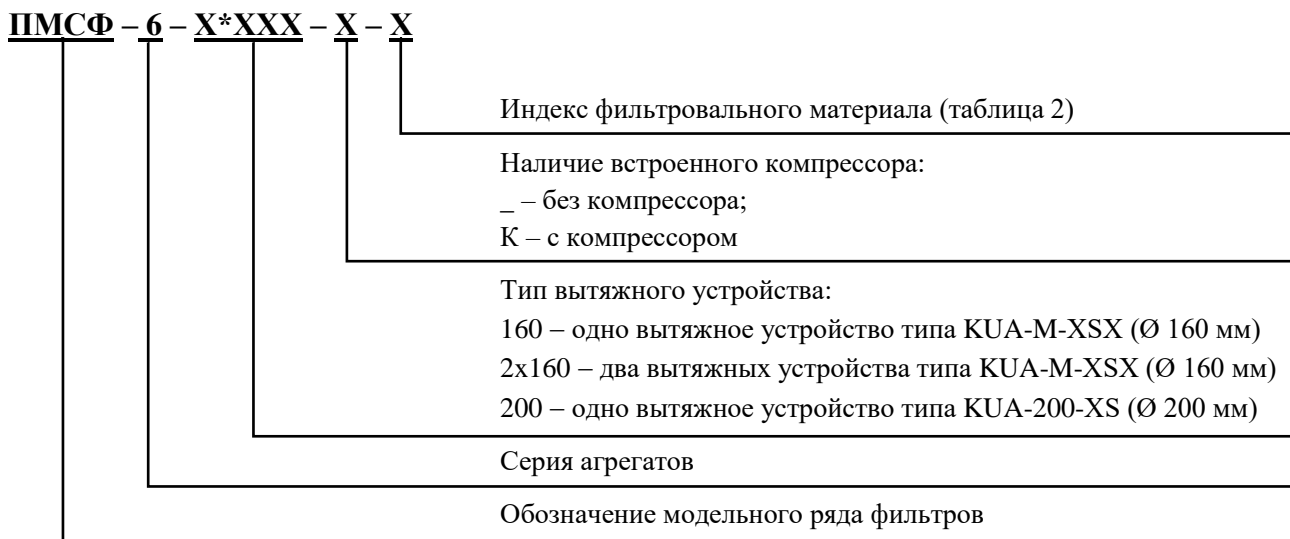 ПМСФ – 6 – Х*ХХХ – Х – Х
Индекс фильтровального материала (таблица 2)
Наличие встроенного компрессора:
_ – без компрессора;
К – с компрессором
Тип вытяжного устройства:
160 – одно вытяжное устройство типа KUA-M-XSX (Ø 160 мм)
2х160 – два вытяжных устройства типа KUA-M-XSX (Ø 160 мм)
200 – одно вытяжное устройство типа KUA-200-XS (Ø 200 мм)
Серия агрегатов
Обозначение модельного ряда фильтров